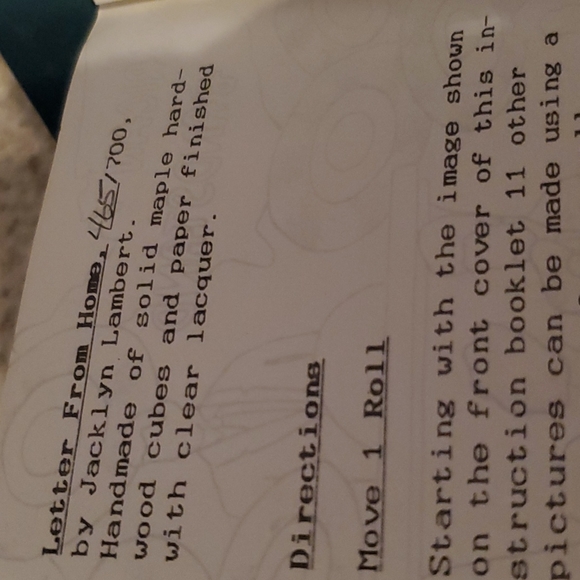 Letter From Home, 465/700,
by Jacklyn Lambert.
Handmade of solid maple hard-
wood cubes and paper finished
with clear lacquer.
Directions
Move 1 Roll
Starting with the image shown
on the front cover of this in-
struction booklet 11 other
pictures can be made using a